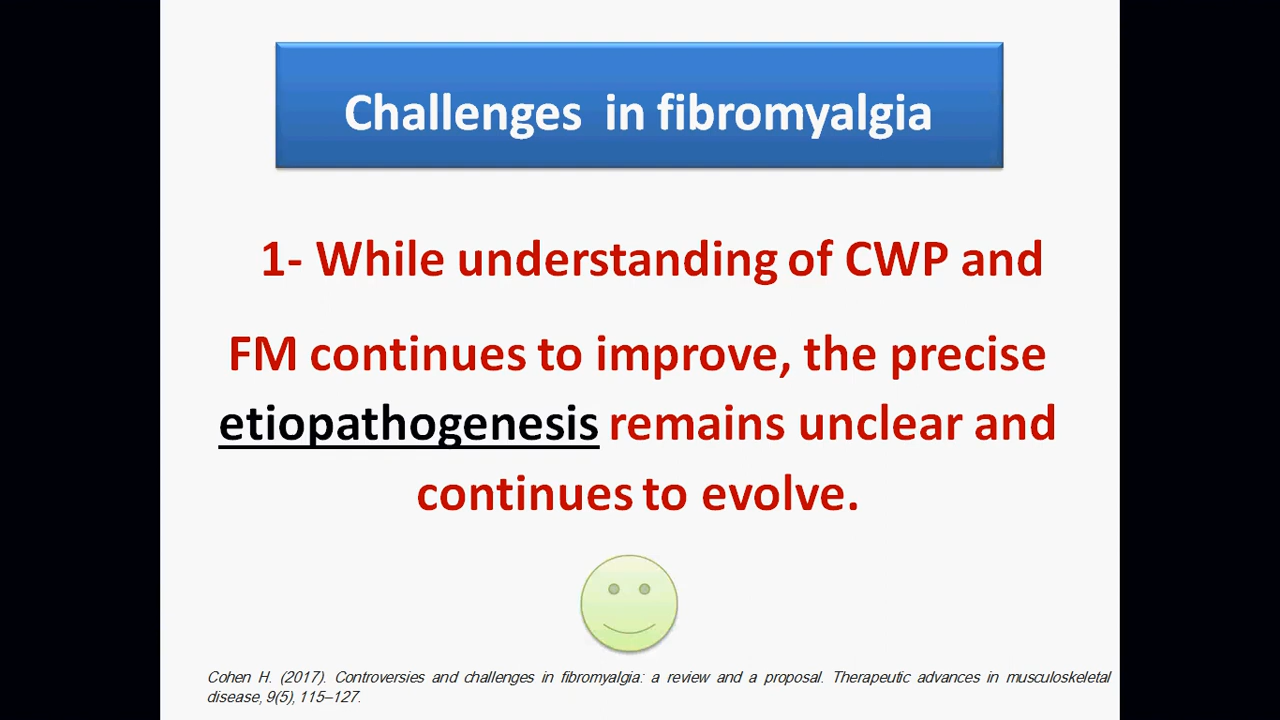 Challenges in fibromyalgia
1- While understanding of CWP and
FM continues to improve, the precise
etiopathogenesis remains unclear and
continues to evolve.
Cohen H. (2017). Controversies and challenges in fibromyalgia: a review and a proposal. Therapeutic advances in musculoskeletal
disease, 9(5), 115–127.